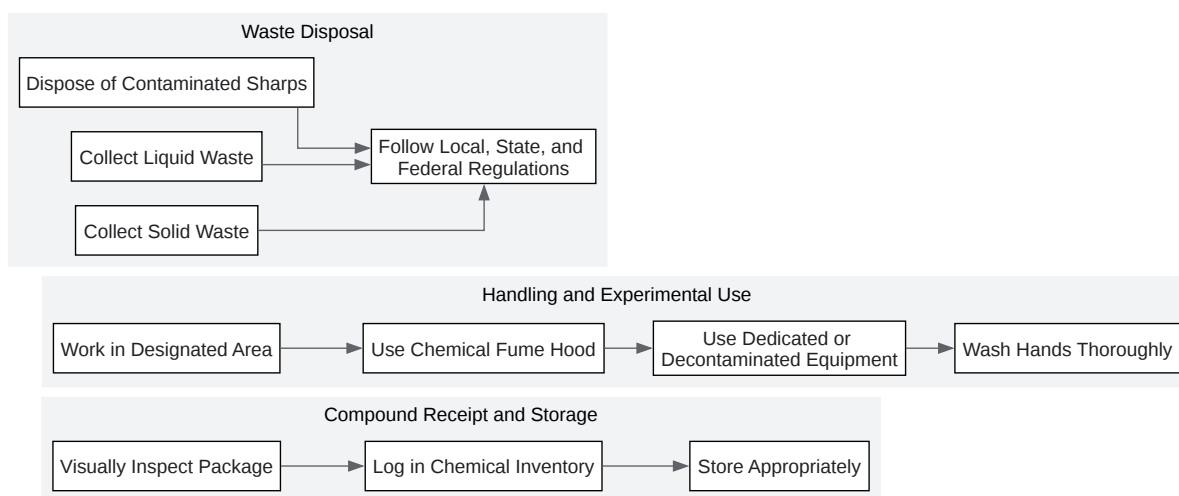 Waste Disposal
Dispose of Contaminated Sharps
Collect Liquid Waste
Follow Local, State, and
Federal Regulations
Collect Solid Waste
Handling and Experimental Use
Work in Designated Area
Use Chemical Fume Hood
Use Dedicated or
Decontaminated Equipment
Wash Hands Thoroughly
Compound Receipt and Storage
Visually Inspect Package
Log in Chemical Inventory
Store Appropriately